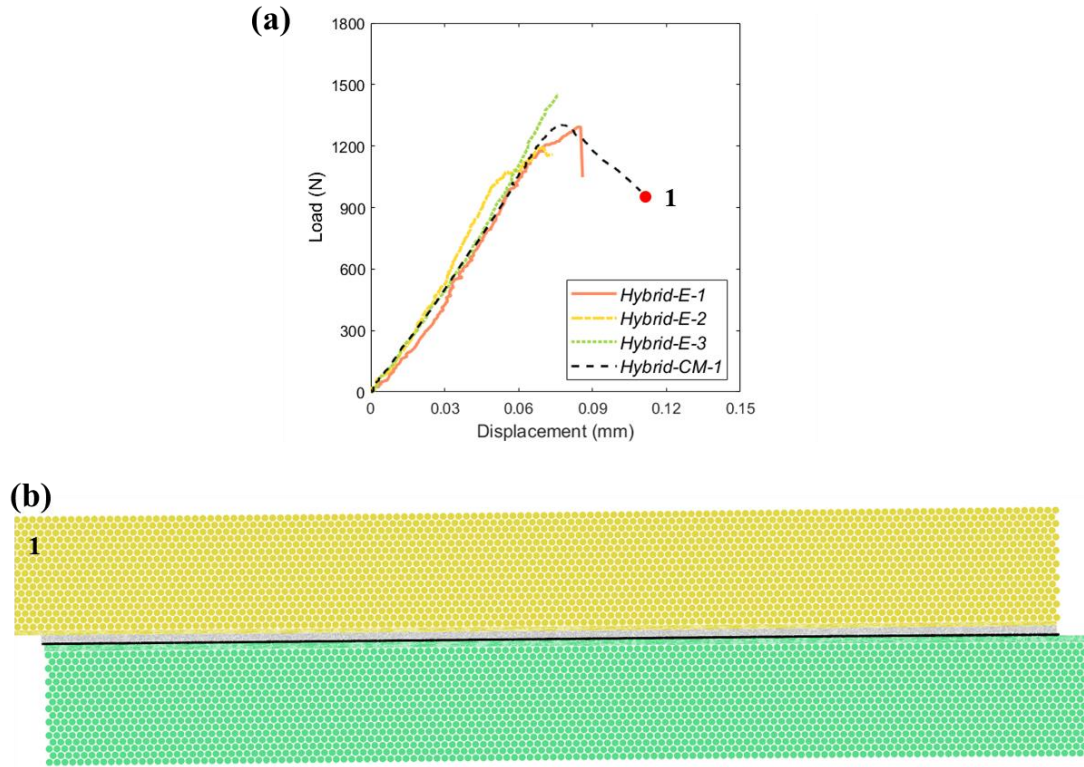 (a)
1800
1500
1200
900
600
300
0
Load (N)
1
Hybrid-E-1
Hybrid-E-2
Hybrid-E-3
Hybrid-CM-1
0 0.03 0.06 0.09 0.12 0.15
Displacement (mm)
(b)
1